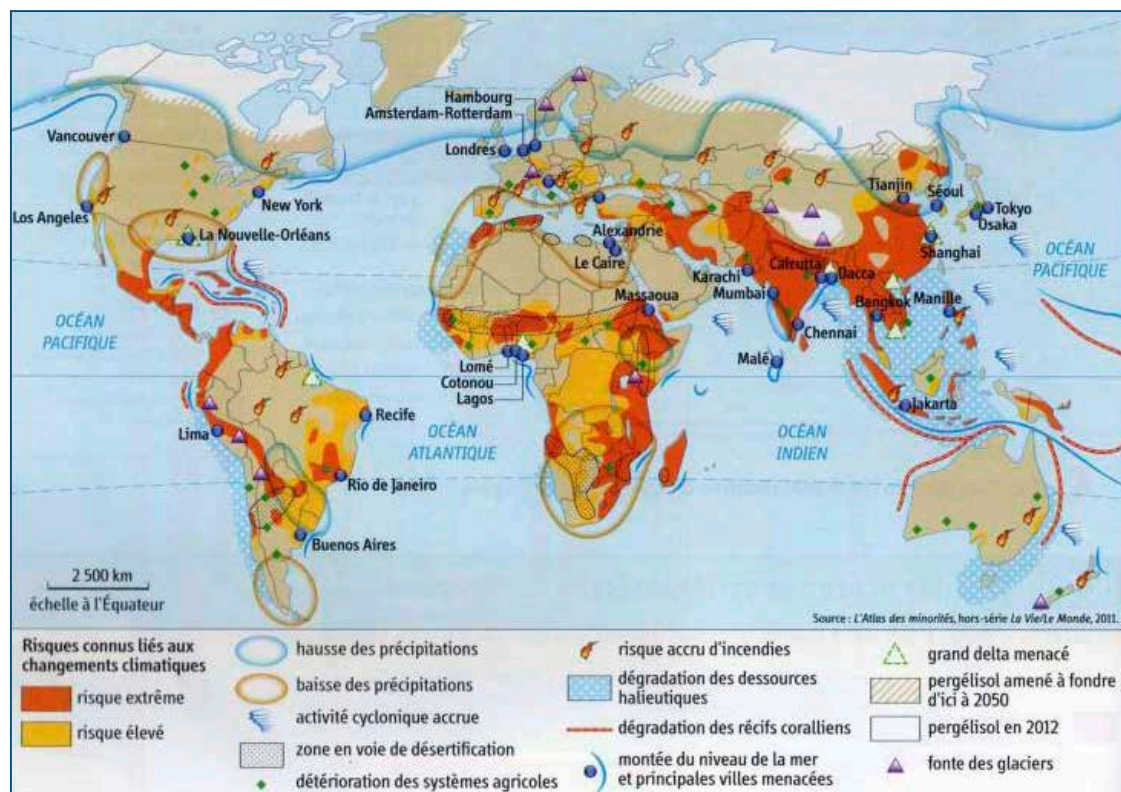 Hambourg
Amsterdam-Rotterdam
Vancouver
Londres
New York
Los Angeles
La Nouvelle-Orléans
Tianjin
Séoul
Tokyo
Osaka
Shanghai
Alexandrie
Le Caire
Karachi
Calcutta
Dacca
Mumbai
Massaoua
Bangkok
Manille
Chennai
Malé
OCÉAN
PACIFIQUE
OCÉAN
PACIFIQUE
Lomé
Cotonou
Lagos
Jakarta
Recife
Lima
OCÉAN
ATLANTIQUE
OCÉAN
INDIEN
Rio de Janeiro
Buenos Aires
2 500 km
échelle à l'Équateur
Source : L'Atlas des minorités, hors-série La Vie/Le Monde, 2011.
Risques connus liés aux
changements climatiques
risque extrême
risque élevé
hausse des précipitations
baisse des précipitations
activité cyclonique accrue
zone en voie de désertification
détérioration des systèmes agricoles
risque accru d'incendies
dégradation des dessources
halieutiques
dégradation des récifs coralliens
montée du niveau de la mer
et principales villes menacées
grand delta menacé
pergélisol amené à fondre
d'ici à 2050
pergélisol en 2012
fonte des glaciers